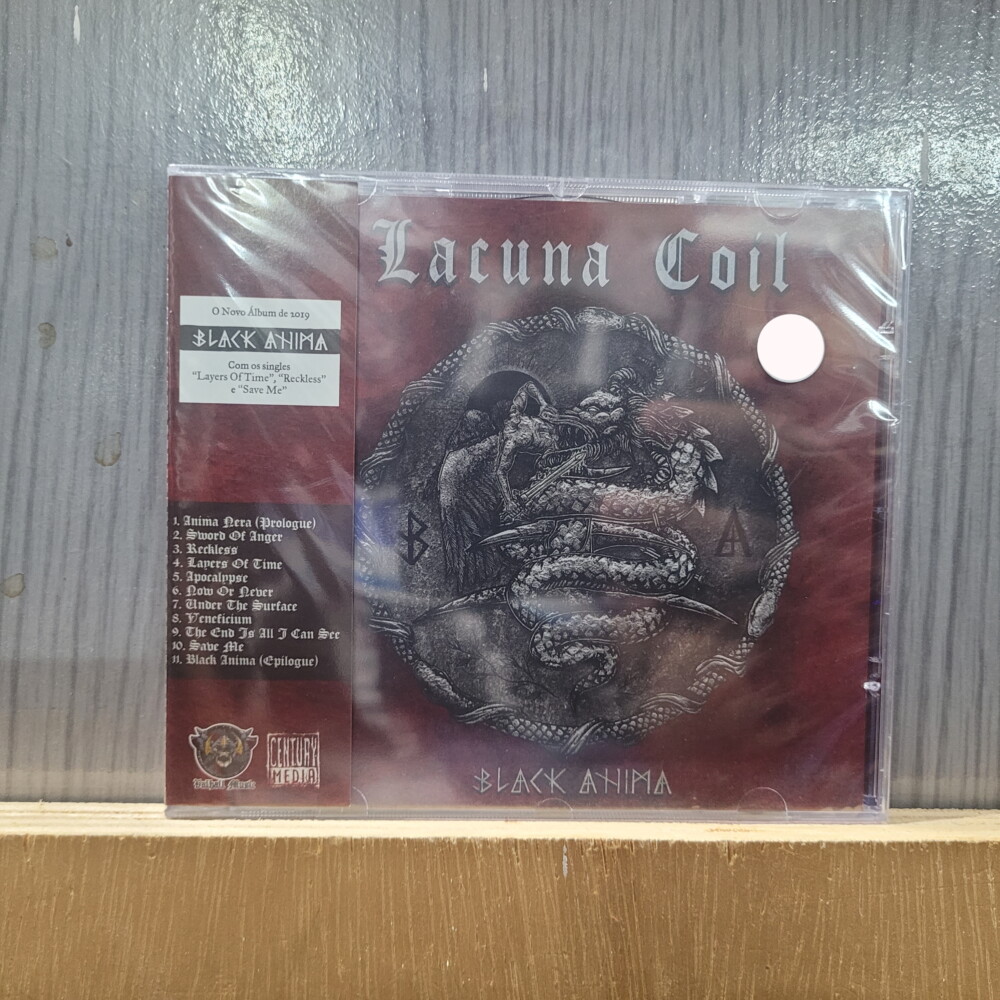 Lacuna Coil
O Novo Álbum de 2019
BLACK ANIMA
Com os singles
"Layers Of Time", "Reckless"
e "Save Me"
B
A
1. Anima Nera (Prologue)
2. Sword Of Anger
3. Reckless
4. Layers Of Time
5. Apocalypse
6. Now Or Never
7. Under The Surface
8. Veneficium
9. The End Is All I Can See
10. Save Me
11. Black Anima (Epilogue)
Valhall Music
CENTURY
MEDIA
BLACK ANIMA